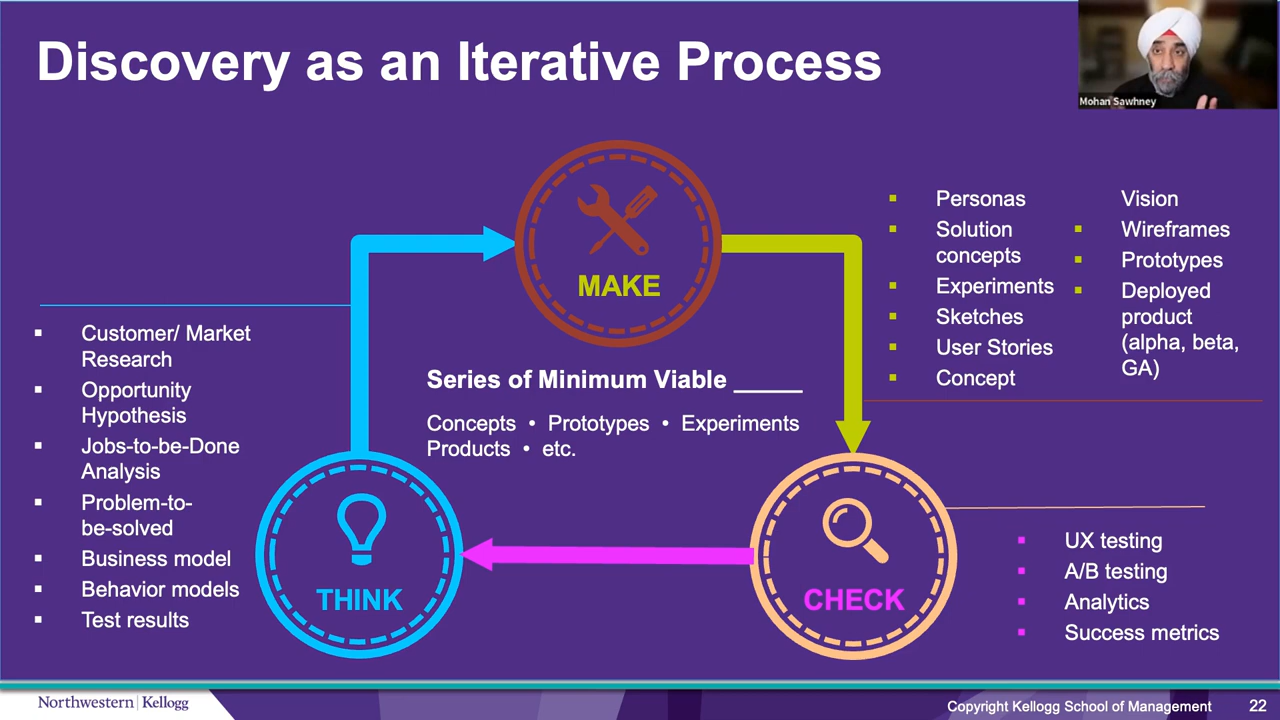 Discovery as an Iterative Process
Mohan Sawhney
MAKE
Personas
Solution
concepts
Experiments
Sketches
User Stories
Concept
Vision
Wireframes
Prototypes
Deployed
product
(alpha, beta,
GA)
Customer/ Market
Research
Opportunity
Hypothesis
Jobs-to-be-Done
Analysis
Problem-to-
be-solved
Business model
Behavior models
Test results
Series of Minimum Viable _____
Concepts • Prototypes • Experiments
Products • etc.
THINK
CHECK
UX testing
A/B testing
Analytics
Success metrics
Northwestern | Kellogg
Copyright Kellogg School of Management 22